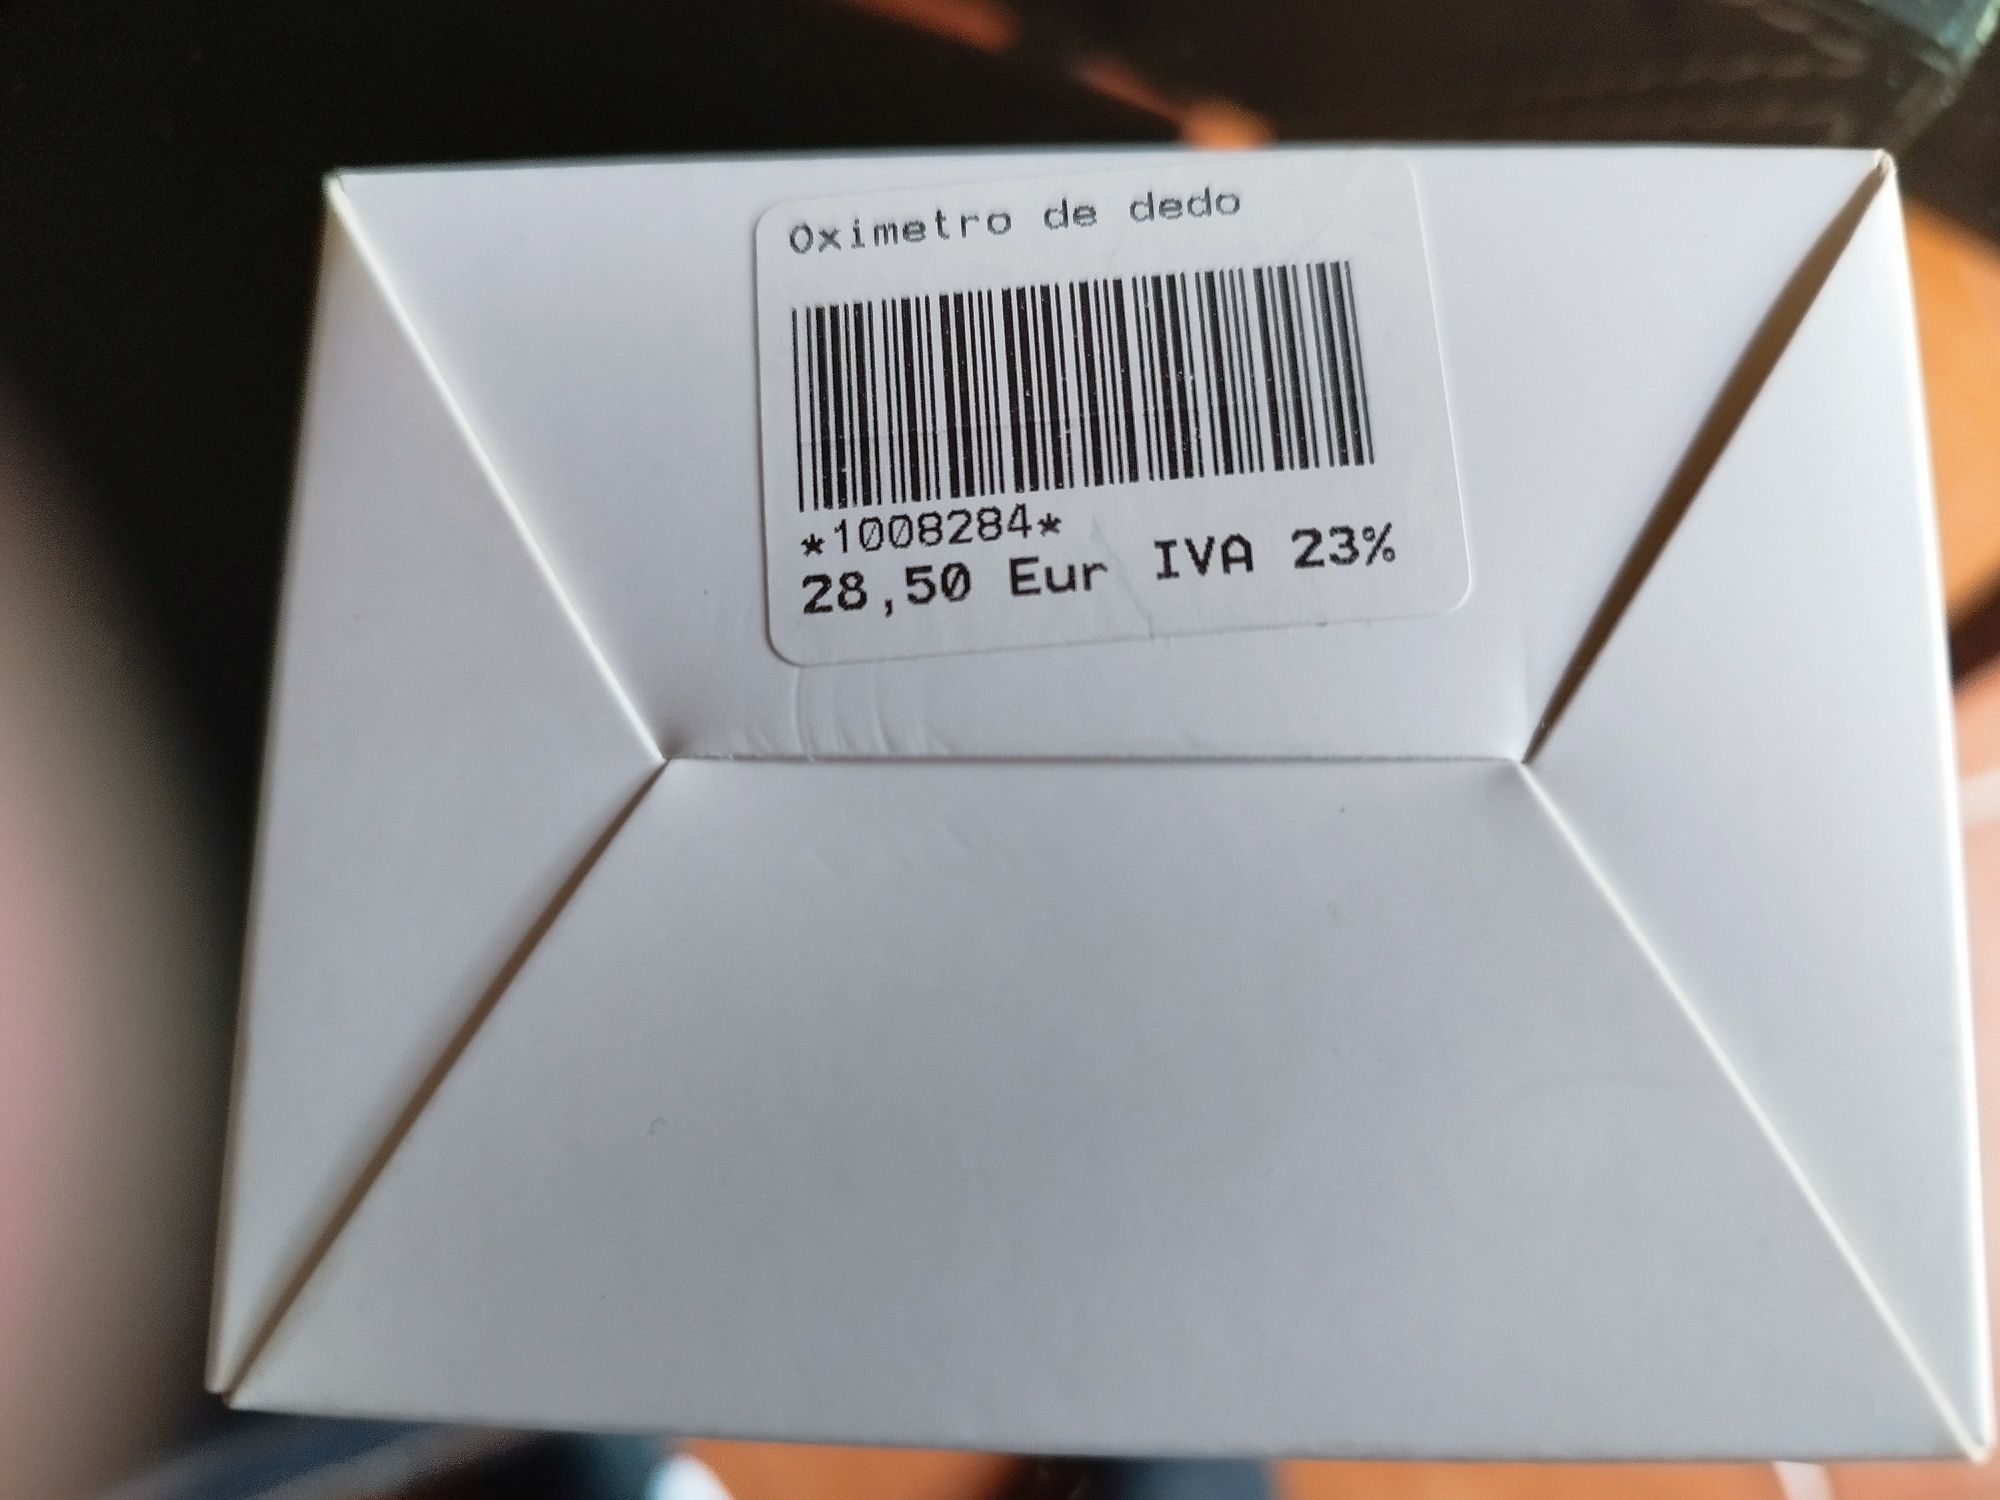 Oximetro de dedo
*1008284*
28,50 Eur IVA 23%